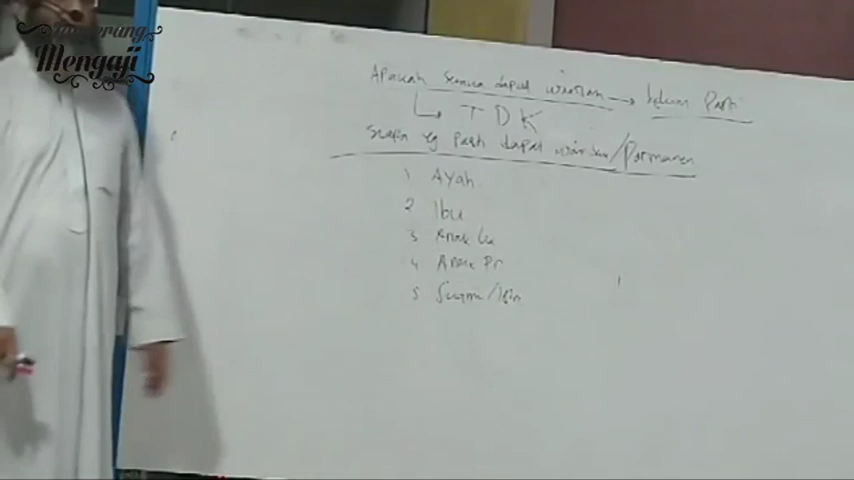 Mengaji
Apakah semua dapat warisan → belum Pasti
↳ TDK
Siapa yg Pasti dapat warisan/Permanen
1 Ayah
2 Ibu
3 Anak Lk
4 Anak Pr
5 Suami/Istri